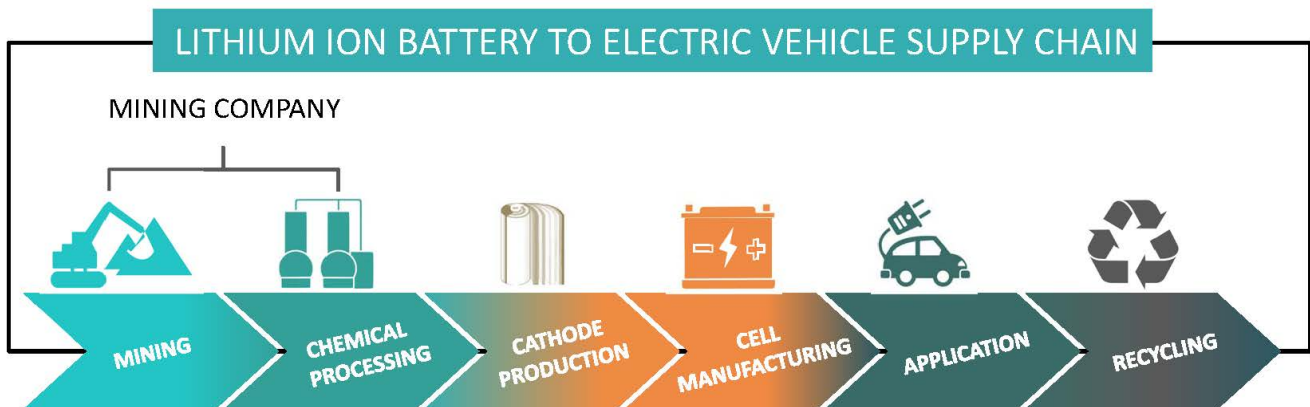 LITHIUM ION BATTERY TO ELECTRIC VEHICLE SUPPLY CHAIN
MINING COMPANY
MINING
CHEMICAL
PROCESSING
CATHODE
PRODUCTION
CELL
MANUFACTURING
APPLICATION
RECYCLING